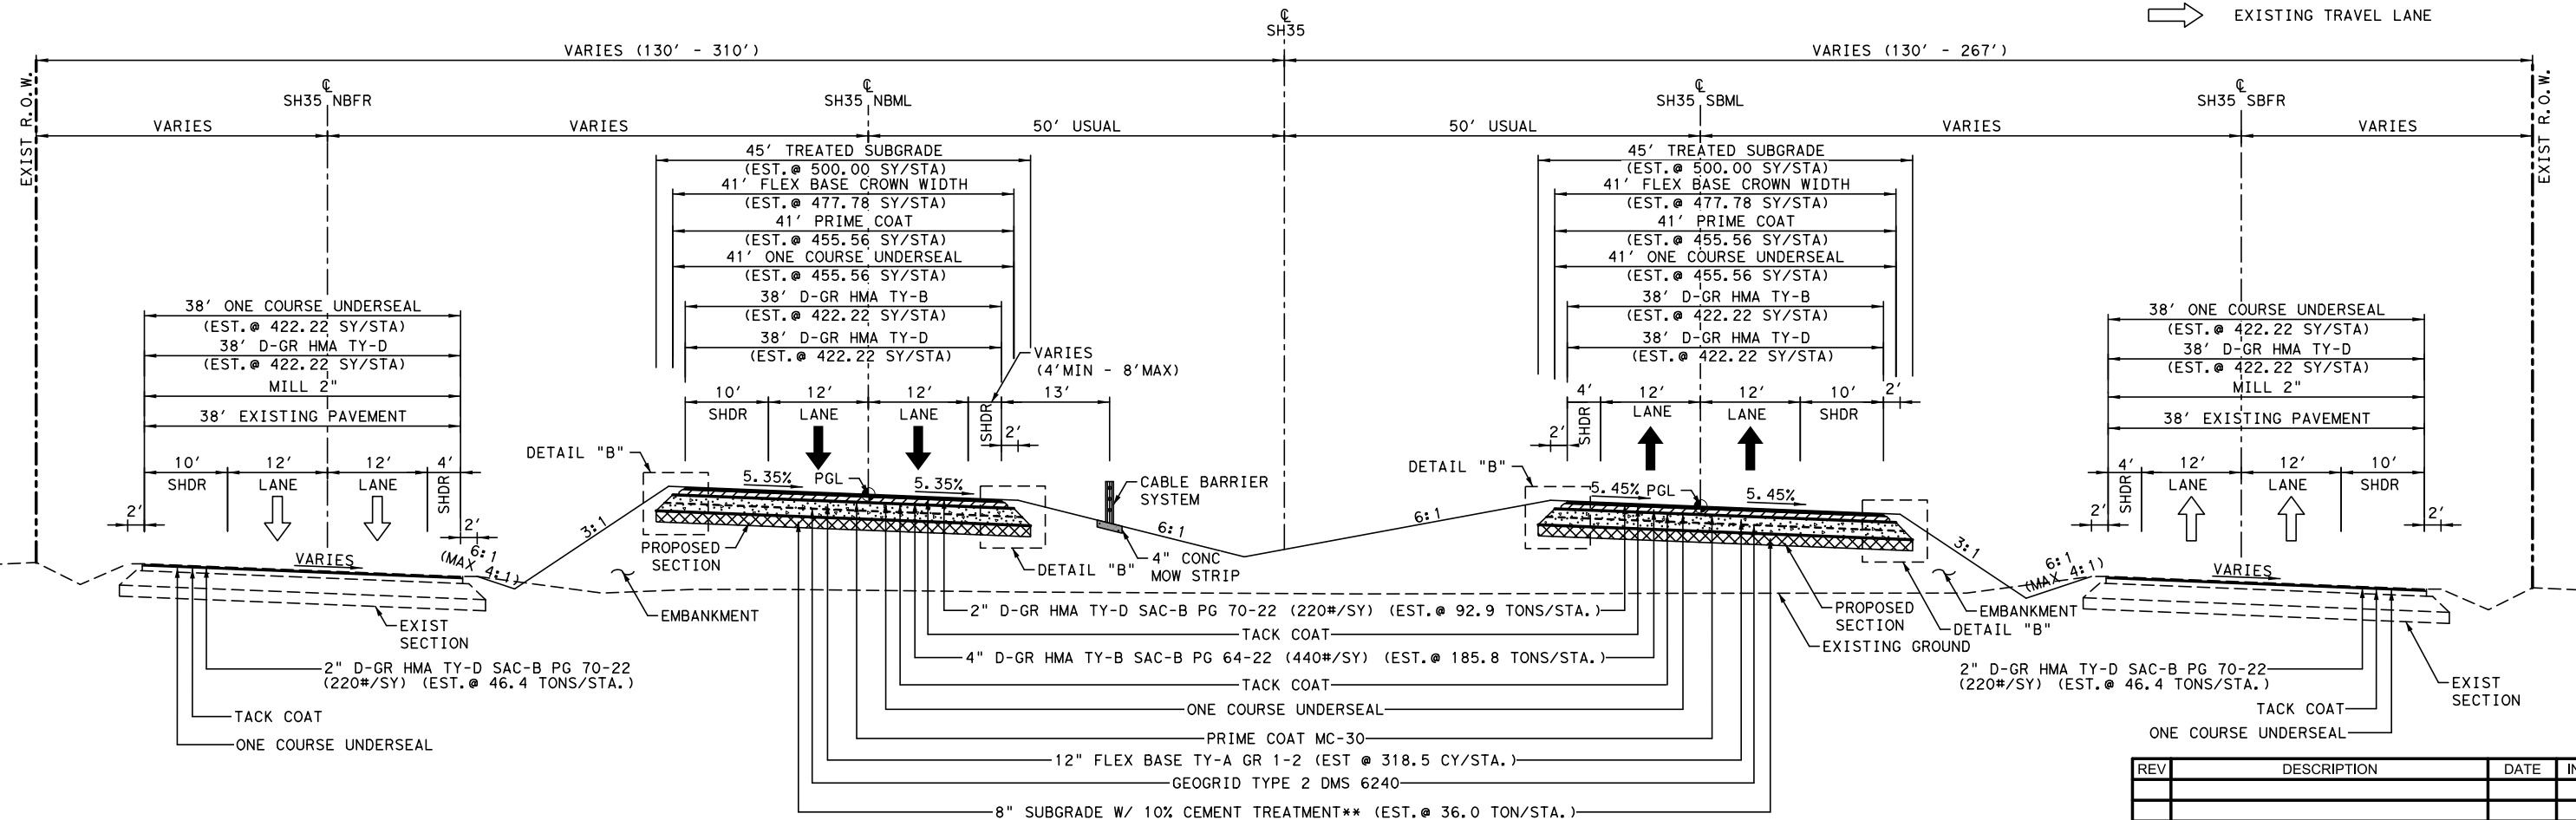 EXISTING TRAVEL LANE
℄
SH35
VARIES (130' - 310')
VARIES (130' - 267')
EXIST R.O.W.
EXIST R.O.W.
℄
SH35 NBFR
℄
SH35 NBML
℄
SH35 SBML
℄
SH35 SBFR
VARIES
VARIES
50' USUAL
50' USUAL
VARIES
VARIES
45' TREATED SUBGRADE
(EST.@ 500.00 SY/STA)
41' FLEX BASE CROWN WIDTH
(EST.@ 477.78 SY/STA)
41' PRIME COAT
(EST.@ 455.56 SY/STA)
41' ONE COURSE UNDERSEAL
(EST.@ 455.56 SY/STA)
38' D-GR HMA TY-B
(EST.@ 422.22 SY/STA)
38' D-GR HMA TY-D
(EST.@ 422.22 SY/STA)
45' TREATED SUBGRADE
(EST.@ 500.00 SY/STA)
41' FLEX BASE CROWN WIDTH
(EST.@ 477.78 SY/STA)
41' PRIME COAT
(EST.@ 455.56 SY/STA)
41' ONE COURSE UNDERSEAL
(EST.@ 455.56 SY/STA)
38' D-GR HMA TY-B
(EST.@ 422.22 SY/STA)
38' D-GR HMA TY-D
(EST.@ 422.22 SY/STA)
38' ONE COURSE UNDERSEAL
(EST.@ 422.22 SY/STA)
38' D-GR HMA TY-D
(EST.@ 422.22 SY/STA)
MILL 2"
38' EXISTING PAVEMENT
38' ONE COURSE UNDERSEAL
(EST.@ 422.22 SY/STA)
38' D-GR HMA TY-D
(EST.@ 422.22 SY/STA)
MILL 2"
38' EXISTING PAVEMENT
VARIES
(4'MIN - 8'MAX)
10'
SHDR
12'
LANE
12'
LANE
SHDR
13'
2'
4'
SHDR
12'
LANE
12'
LANE
10'
SHDR
2'
2'
10'
SHDR
12'
LANE
12'
LANE
4'
SHDR
2'
2'
4'
SHDR
12'
LANE
12'
LANE
10'
SHDR
2'
2'
DETAIL "B"
5.35%
PGL
5.35%
CABLE BARRIER
SYSTEM
DETAIL "B"
5.45%
PGL
5.45%
3:1
6:1
6:1
3:1
6:1
(MAX 4:1)
6:1
(MAX 4:1)
VARIES
VARIES
PROPOSED
SECTION
DETAIL "B"
4" CONC
MOW STRIP
EMBANKMENT
PROPOSED
SECTION
EMBANKMENT
DETAIL "B"
EXISTING GROUND
EXIST
SECTION
EXIST
SECTION
2" D-GR HMA TY-D SAC-B PG 70-22 (220#/SY) (EST.@ 92.9 TONS/STA.)
TACK COAT
4" D-GR HMA TY-B SAC-B PG 64-22 (440#/SY) (EST.@ 185.8 TONS/STA.)
TACK COAT
ONE COURSE UNDERSEAL
PRIME COAT MC-30
12" FLEX BASE TY-A GR 1-2 (EST @ 318.5 CY/STA.)
GEOGRID TYPE 2 DMS 6240
8" SUBGRADE W/ 10% CEMENT TREATMENT** (EST.@ 36.0 TON/STA.)
2" D-GR HMA TY-D SAC-B PG 70-22
(220#/SY) (EST.@ 46.4 TONS/STA.)
TACK COAT
ONE COURSE UNDERSEAL
2" D-GR HMA TY-D SAC-B PG 70-22
(220#/SY) (EST.@ 46.4 TONS/STA.)
TACK COAT
ONE COURSE UNDERSEAL
REV DESCRIPTION DATE